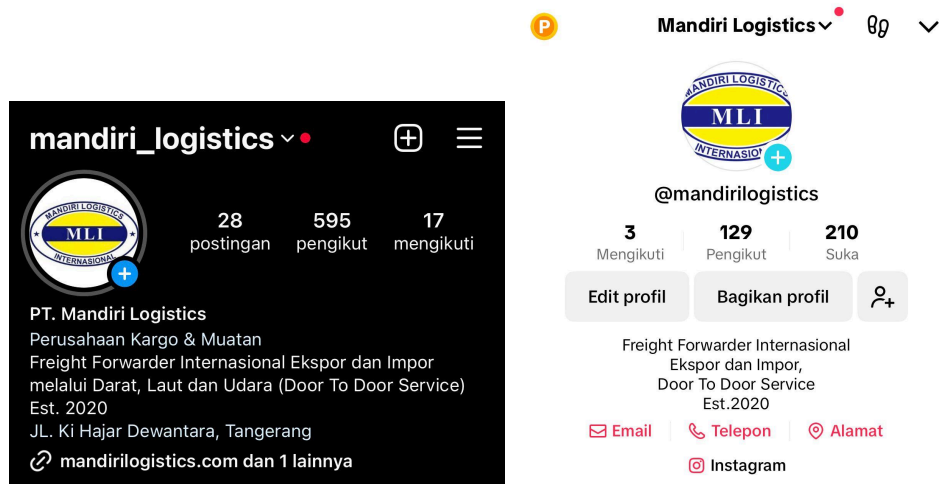 mandiri_logistics
MANDIRI LOGISTICS
MLI
INTERNASIONAL
28
postingan
595
pengikut
17
mengikuti
PT. Mandiri Logistics
Perusahaan Kargo & Muatan
Freight Forwarder Internasional Ekspor dan Impor
melalui Darat, Laut dan Udara (Door To Door Service)
Est. 2020
JL. Ki Hajar Dewantara, Tangerang
mandirilogistics.com dan 1 lainnya
P
Mandiri Logistics
MANDIRI LOGISTICS
MLI
INTERNASION
@mandirilogistics
3
Mengikuti
129
Pengikut
210
Suka
Edit profil
Bagikan profil
Freight Forwarder Internasional
Ekspor dan Impor,
Door To Door Service
Est.2020
Email
Telepon
Alamat
Instagram